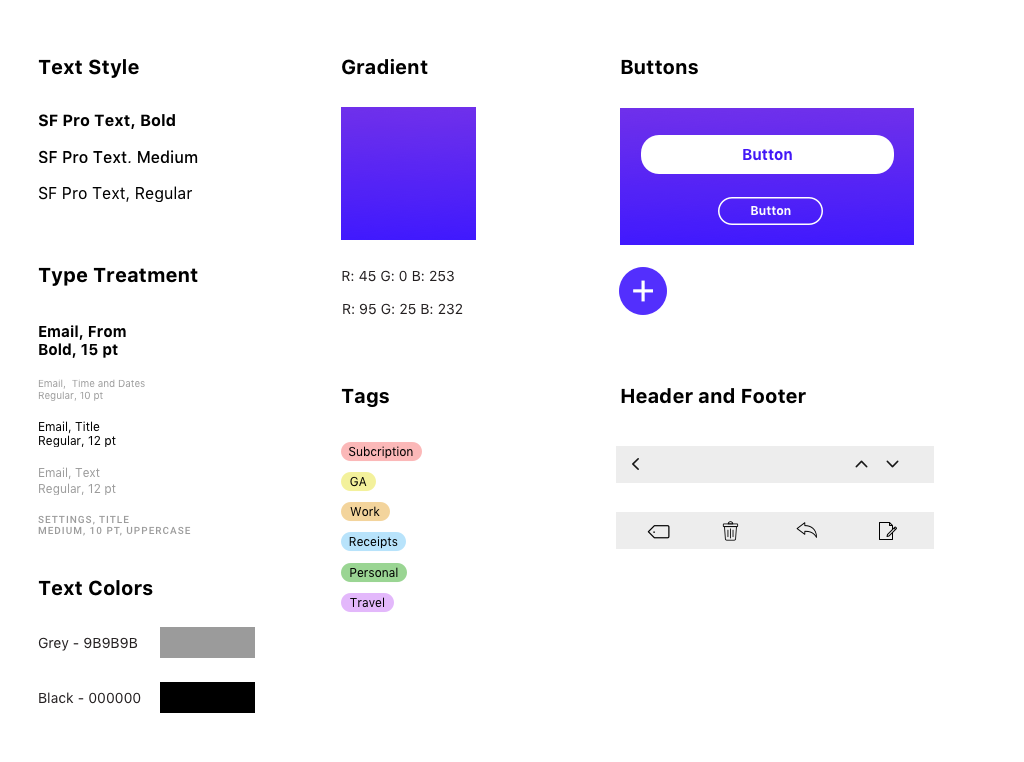 Text Style
SF Pro Text, Bold
SF Pro Text. Medium
SF Pro Text, Regular
Type Treatment
Email, From
Bold, 15 pt
Email,  Time and Dates
Regular, 10 pt
Email, Title
Regular, 12 pt
Email, Text
Regular, 12 pt
SETTINGS, TITLE
MEDIUM, 10 PT, UPPERCASE
Text Colors
Grey - 9B9B9B
Black - 000000
Gradient
R: 45 G: 0 B: 253
R: 95 G: 25 B: 232
Tags
Subcription
GA
Work
Receipts
Personal
Travel
Buttons
Button
Button
Header and Footer